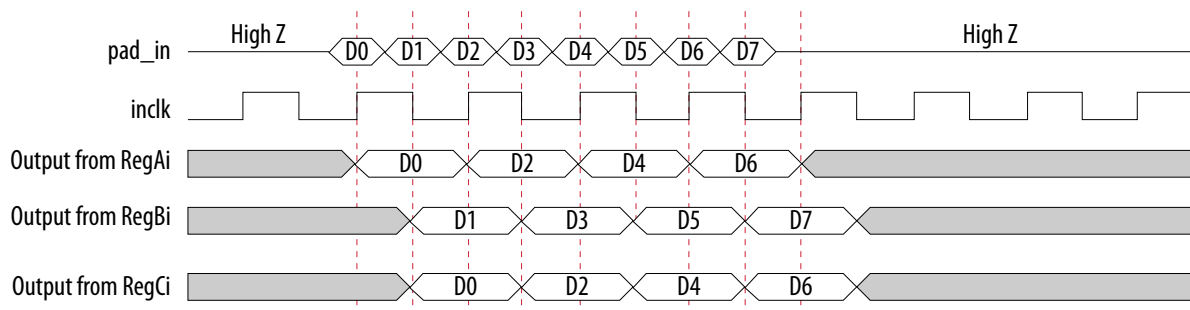 High Z High Z
pad_in D0 D1 D2 D3 D4 D5 D6 D7
inclk
Output from RegAi D0 D2 D4 D6
Output from RegBi D1 D3 D5 D7
Output from RegCi D0 D2 D4 D6